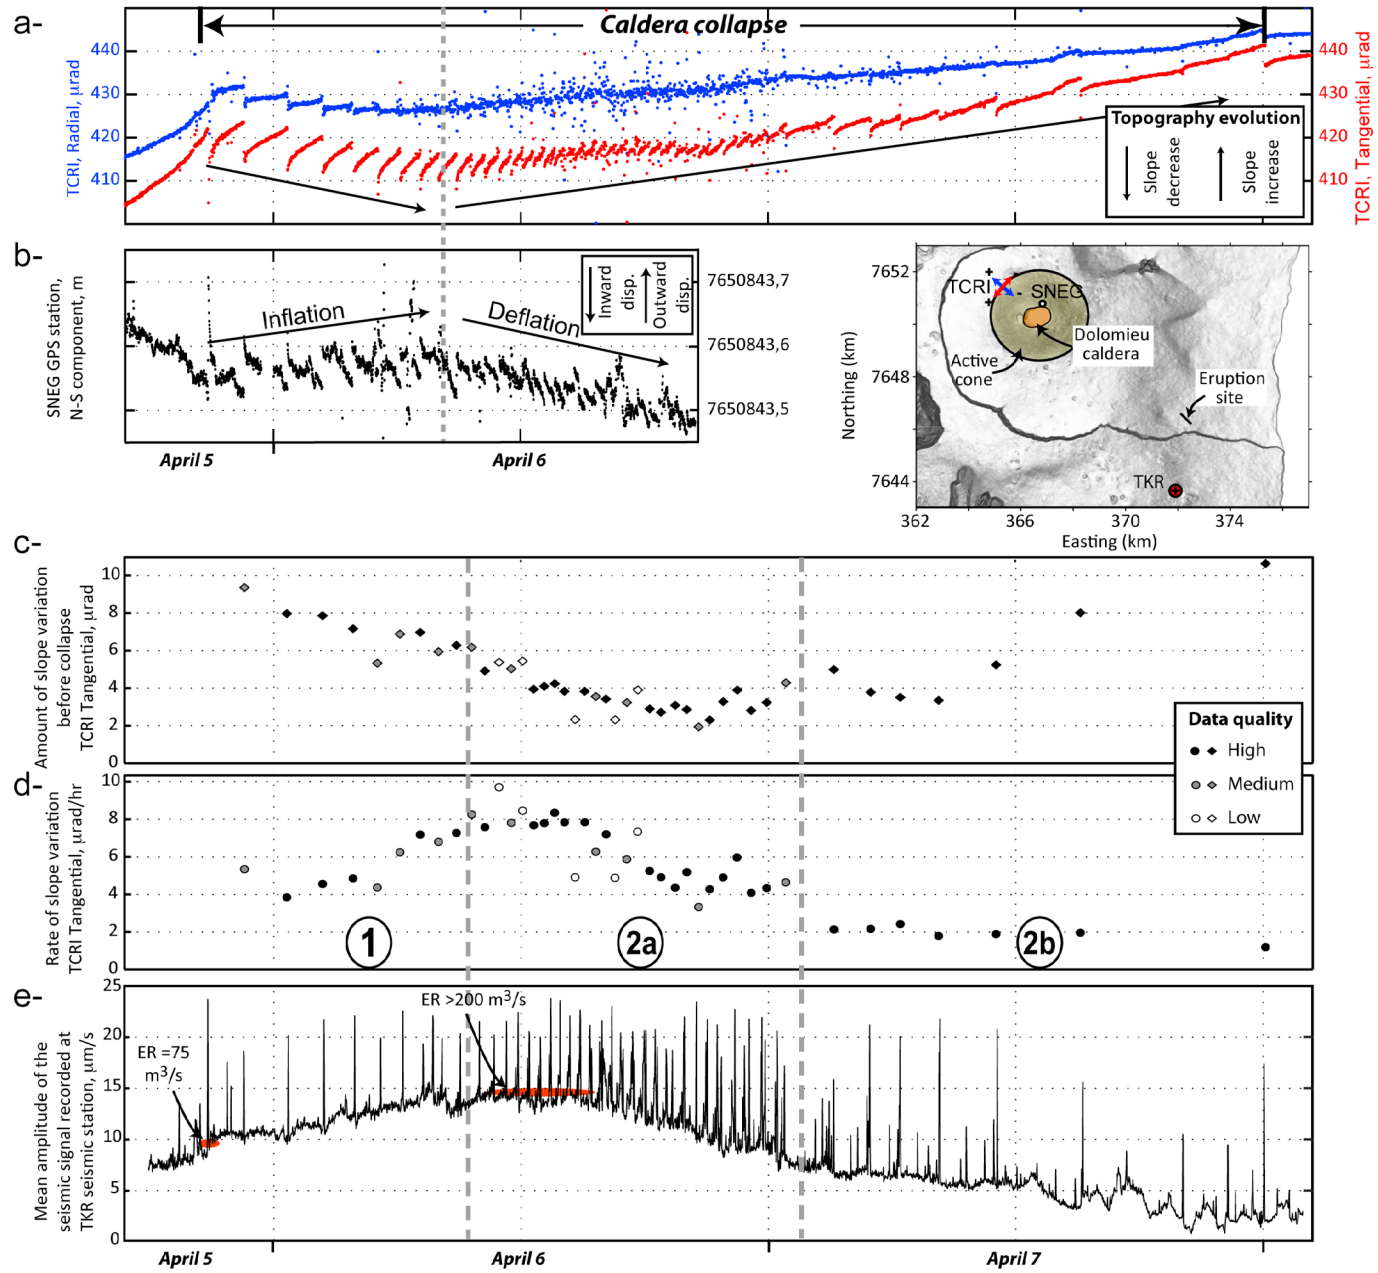 a-
Caldera collapse
TCRI, Radial, μrad
440
430
420
410
440
430
420
410
TCRI, Tangential, μrad
Topography evolution
Slope
decrease
Slope
increase
b-
SNEG GPS station,
N-S component, m
Inflation
Deflation
Inward
disp.
Outward
disp.
7650843,7
7650843,6
7650843,5
April 5
April 6
Northing (km)
7652
7648
7644
TCRI
SNEG
Dolomieu
caldera
Active
cone
Eruption
site
TKR
362
366
370
374
Easting (km)
c-
Amount of slope variation
before collapse
TCRI Tangential, μrad
10
8
6
4
2
0
Data quality
High
Medium
Low
d-
Rate of slope variation
TCRI Tangential, μrad/hr
10
8
6
4
2
0
1
2a
2b
e-
Mean amplitude of the
seismic signal recorded at
TKR seismic station, μm/s
25
20
15
10
5
0
ER =75
m³/s
ER >200 m³/s
April 5
April 6
April 7